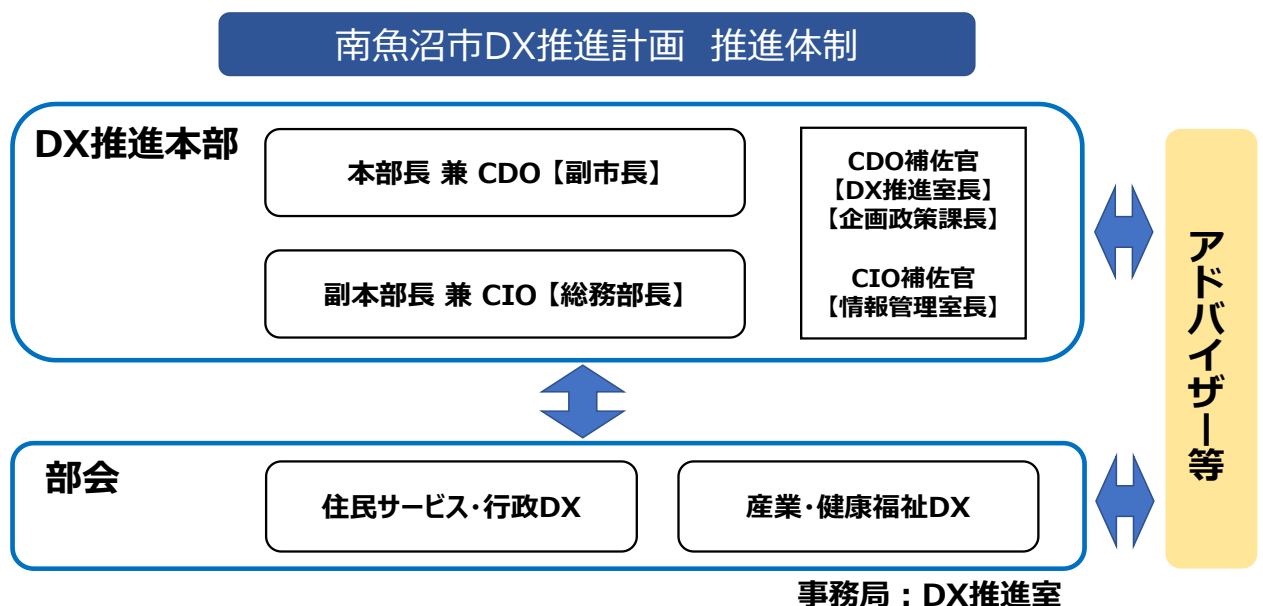 南魚沼市DX推進計画 推進体制
DX推進本部
本部長 兼 CDO【副市長】
副本部長 兼 CIO【総務部長】
CDO補佐官
【DX推進室長】
【企画政策課長】
CIO補佐官
【情報管理室長】
アドバイザー等
部会
住民サービス・行政DX
産業・健康福祉DX
事務局：DX推進室